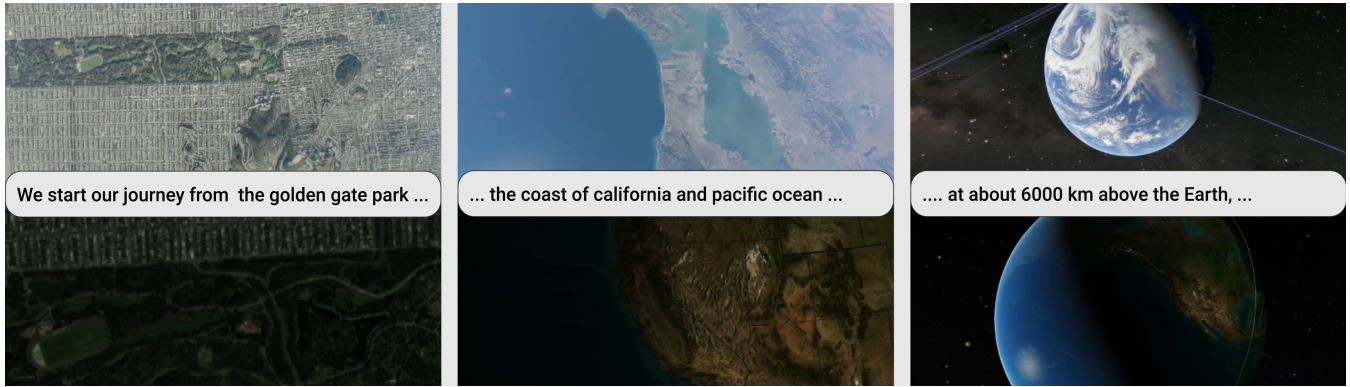 We start our journey from  the golden gate park ...
... the coast of california and pacific ocean ...
.... at about 6000 km above the Earth, ...